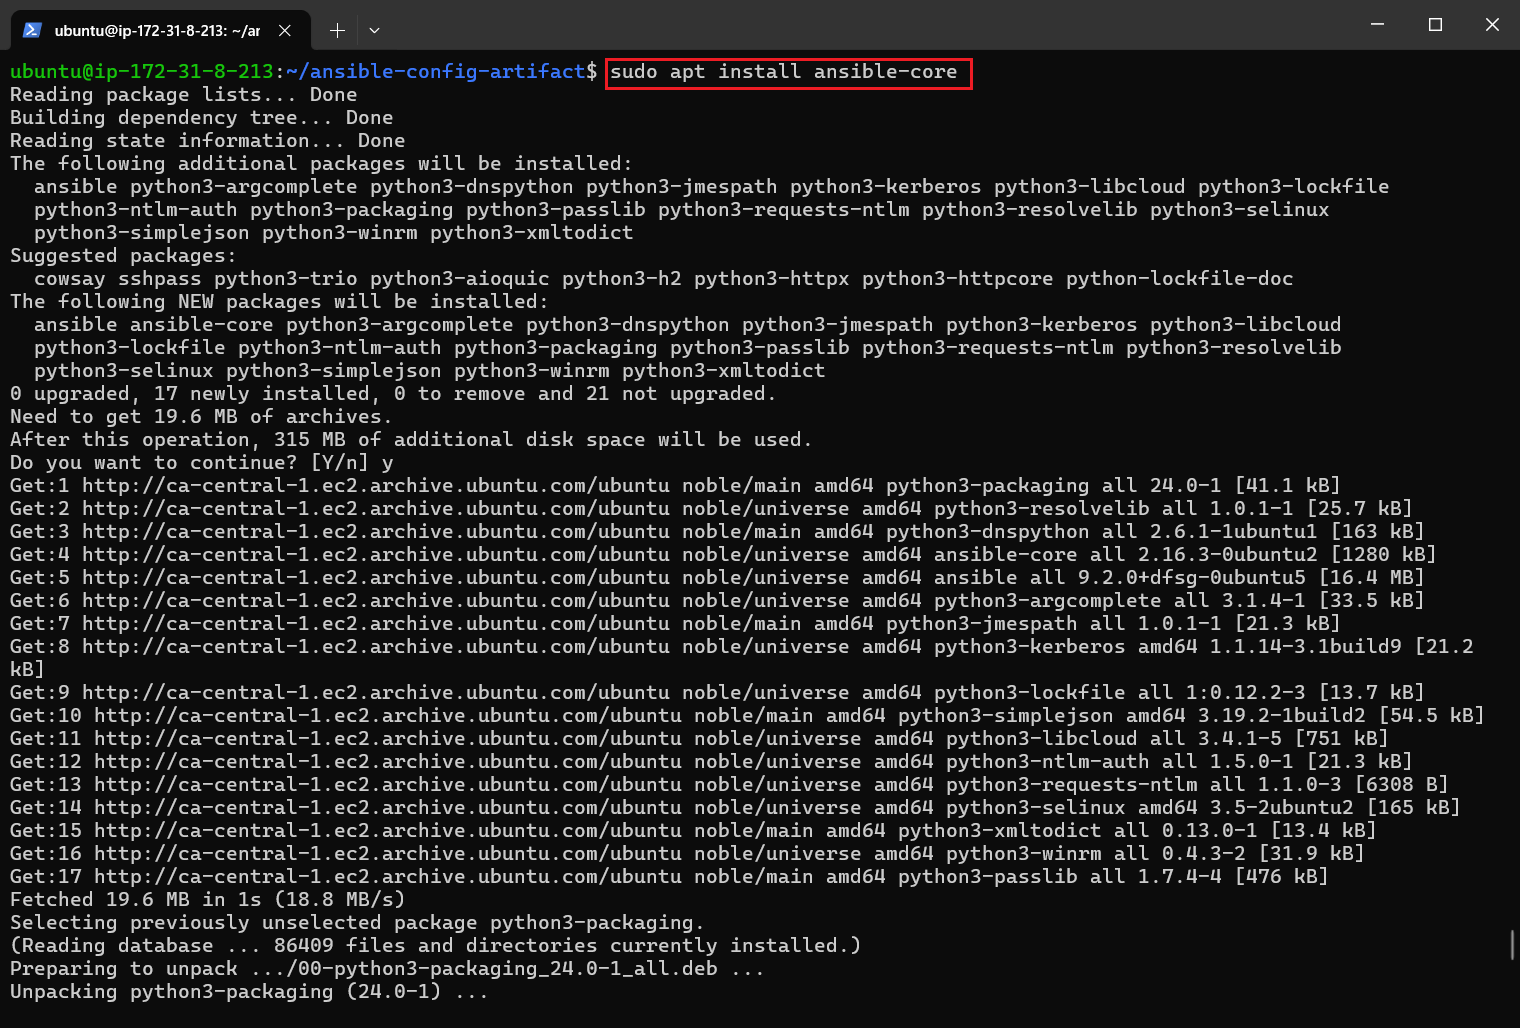 ubuntu@ip-172-31-8-213: ~/ar
ubuntu@ip-172-31-8-213:~/ansible-config-artifact$ sudo apt install ansible-core
Reading package lists... Done
Building dependency tree... Done
Reading state information... Done
The following additional packages will be installed:
  ansible python3-argcomplete python3-dnspython python3-jmespath python3-kerberos python3-libcloud python3-lockfile
  python3-ntlm-auth python3-packaging python3-passlib python3-requests-ntlm python3-resolvelib python3-selinux
  python3-simplejson python3-winrm python3-xmltodict
Suggested packages:
  cowsay sshpass python3-trio python3-aioquic python3-h2 python3-httpx python3-httpcore python-lockfile-doc
The following NEW packages will be installed:
  ansible ansible-core python3-argcomplete python3-dnspython python3-jmespath python3-kerberos python3-libcloud
  python3-lockfile python3-ntlm-auth python3-packaging python3-passlib python3-requests-ntlm python3-resolvelib
  python3-selinux python3-simplejson python3-winrm python3-xmltodict
0 upgraded, 17 newly installed, 0 to remove and 21 not upgraded.
Need to get 19.6 MB of archives.
After this operation, 315 MB of additional disk space will be used.
Do you want to continue? [Y/n] y
Get:1 http://ca-central-1.ec2.archive.ubuntu.com/ubuntu noble/main amd64 python3-packaging all 24.0-1 [41.1 kB]
Get:2 http://ca-central-1.ec2.archive.ubuntu.com/ubuntu noble/universe amd64 python3-resolvelib all 1.0.1-1 [25.7 kB]
Get:3 http://ca-central-1.ec2.archive.ubuntu.com/ubuntu noble/main amd64 python3-dnspython all 2.6.1-1ubuntu1 [163 kB]
Get:4 http://ca-central-1.ec2.archive.ubuntu.com/ubuntu noble/universe amd64 ansible-core all 2.16.3-0ubuntu2 [1280 kB]
Get:5 http://ca-central-1.ec2.archive.ubuntu.com/ubuntu noble/universe amd64 ansible all 9.2.0+dfsg-0ubuntu5 [16.4 MB]
Get:6 http://ca-central-1.ec2.archive.ubuntu.com/ubuntu noble/universe amd64 python3-argcomplete all 3.1.4-1 [33.5 kB]
Get:7 http://ca-central-1.ec2.archive.ubuntu.com/ubuntu noble/main amd64 python3-jmespath all 1.0.1-1 [21.3 kB]
Get:8 http://ca-central-1.ec2.archive.ubuntu.com/ubuntu noble/universe amd64 python3-kerberos amd64 1.1.14-3.1build9 [21.2
kB]
Get:9 http://ca-central-1.ec2.archive.ubuntu.com/ubuntu noble/universe amd64 python3-lockfile all 1:0.12.2-3 [13.7 kB]
Get:10 http://ca-central-1.ec2.archive.ubuntu.com/ubuntu noble/main amd64 python3-simplejson amd64 3.19.2-1build2 [54.5 kB]
Get:11 http://ca-central-1.ec2.archive.ubuntu.com/ubuntu noble/universe amd64 python3-libcloud all 3.4.1-5 [751 kB]
Get:12 http://ca-central-1.ec2.archive.ubuntu.com/ubuntu noble/universe amd64 python3-ntlm-auth all 1.5.0-1 [21.3 kB]
Get:13 http://ca-central-1.ec2.archive.ubuntu.com/ubuntu noble/universe amd64 python3-requests-ntlm all 1.1.0-3 [6308 B]
Get:14 http://ca-central-1.ec2.archive.ubuntu.com/ubuntu noble/universe amd64 python3-selinux amd64 3.5-2ubuntu2 [165 kB]
Get:15 http://ca-central-1.ec2.archive.ubuntu.com/ubuntu noble/main amd64 python3-xmltodict all 0.13.0-1 [13.4 kB]
Get:16 http://ca-central-1.ec2.archive.ubuntu.com/ubuntu noble/universe amd64 python3-winrm all 0.4.3-2 [31.9 kB]
Get:17 http://ca-central-1.ec2.archive.ubuntu.com/ubuntu noble/main amd64 python3-passlib all 1.7.4-4 [476 kB]
Fetched 19.6 MB in 1s (18.8 MB/s)
Selecting previously unselected package python3-packaging.
(Reading database ... 86409 files and directories currently installed.)
Preparing to unpack .../00-python3-packaging_24.0-1_all.deb ...
Unpacking python3-packaging (24.0-1) ...